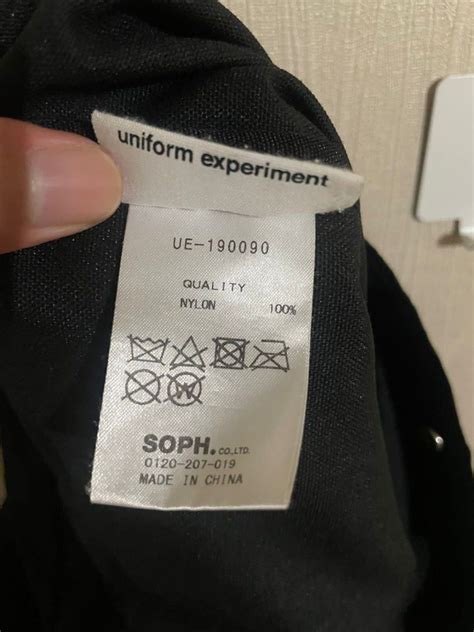 uniform experiment
UE-190090
QUALITY
NYLON 100%
W
SOPH.CO.,LTD.
0120-207-019
MADE IN CHINA